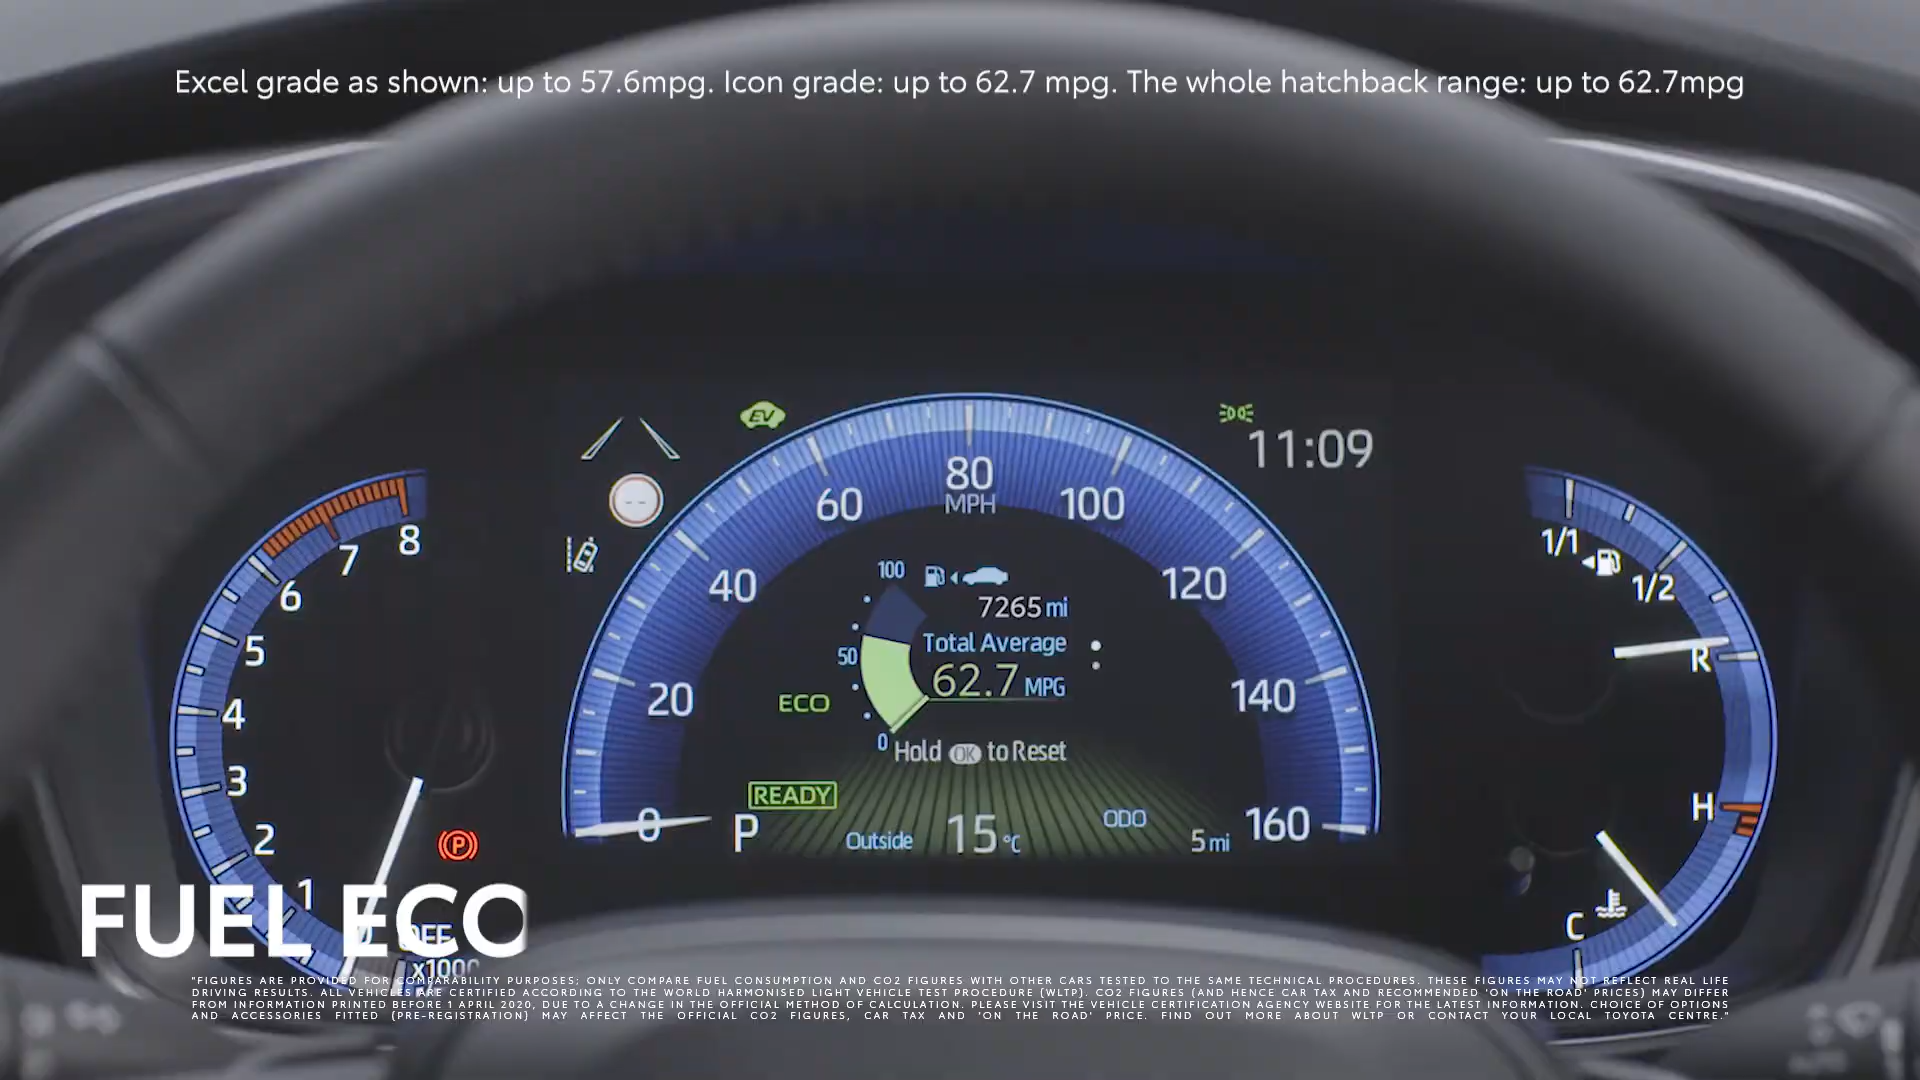 Excel grade as shown: up to 57.6mpg. Icon grade: up to 62.7 mpg. The whole hatchback range: up to 62.7mpg
EV
11:09
80
MPH
60
100
40
120
20
140
0
160
8
7
6
5
4
3
2
1
OFF
x1000
1/1
1/2
R
H
C
100
7265 mi
Total Average
50
62.7 MPG
ECO
0
Hold OK to Reset
READY
P
Outside
15 °C
ODO
5 mi
(P)
FUEL ECO
"FIGURES ARE PROVIDED FOR COMPARABILITY PURPOSES; ONLY COMPARE FUEL CONSUMPTION AND CO2 FIGURES WITH OTHER CARS TESTED TO THE SAME TECHNICAL PROCEDURES. THESE FIGURES MAY NOT REFLECT REAL LIFE
DRIVING RESULTS. ALL VEHICLES ARE CERTIFIED ACCORDING TO THE WORLD HARMONISED LIGHT VEHICLE TEST PROCEDURE (WLTP). CO2 FIGURES (AND HENCE CAR TAX AND RECOMMENDED 'ON THE ROAD' PRICES) MAY DIFFER
FROM INFORMATION PRINTED BEFORE 1 APRIL 2020, DUE TO A CHANGE IN THE OFFICIAL METHOD OF CALCULATION. PLEASE VISIT THE VEHICLE CERTIFICATION AGENCY WEBSITE FOR THE LATEST INFORMATION. CHOICE OF OPTIONS
AND ACCESSORIES FITTED (PRE-REGISTRATION) MAY AFFECT THE OFFICIAL CO2 FIGURES, CAR TAX AND 'ON THE ROAD' PRICE. FIND OUT MORE ABOUT WLTP OR CONTACT YOUR LOCAL TOYOTA CENTRE."